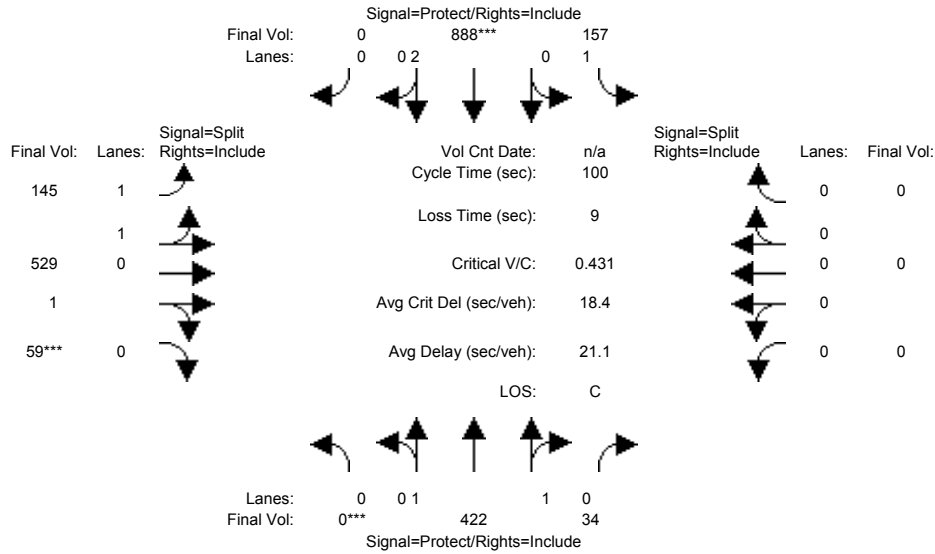 Signal=Protect/Rights=Include
Final Vol: 0 888*** 157
Lanes: 0 0 2 0 1
Signal=Split Signal=Split
Final Vol: Lanes: Rights=Include Vol Cnt Date: n/a Rights=Include Lanes: Final Vol:
Cycle Time (sec): 100
145 1 0 0
Loss Time (sec): 9
1 0
529 0 Critical V/C: 0.431 0 0
1 Avg Crit Del (sec/veh): 18.4 0
59*** 0 Avg Delay (sec/veh): 21.1 0 0
LOS: C
Lanes: 0 0 1 1 0
Final Vol: 0*** 422 34
Signal=Protect/Rights=Include